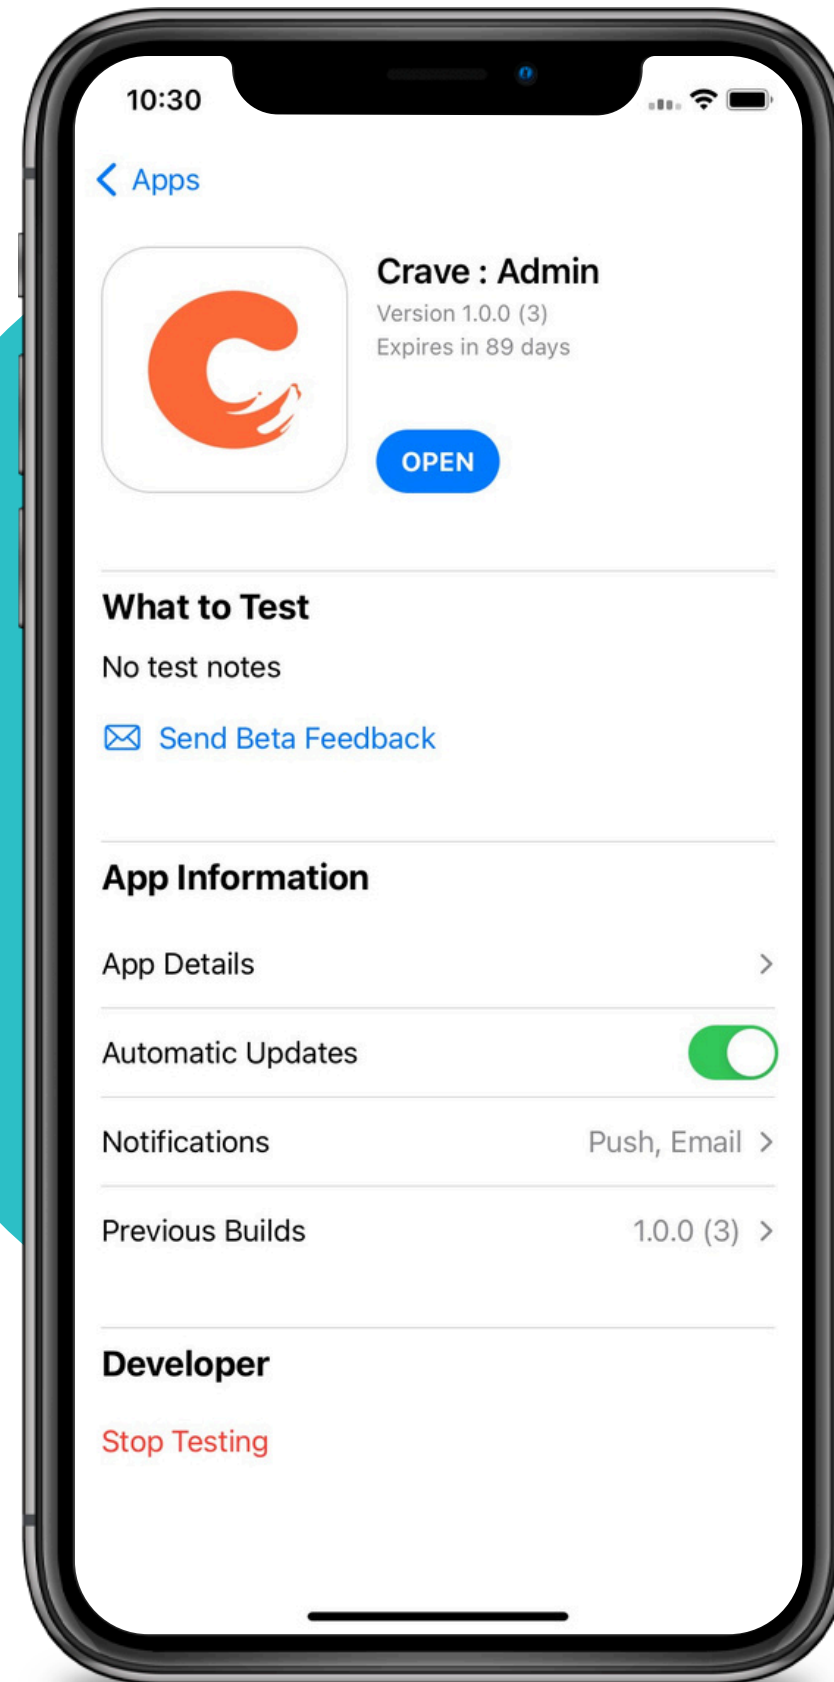 10:30
Apps
Crave : Admin
Version 1.0.0 (3)
Expires in 89 days
OPEN
What to Test
No test notes
Send Beta Feedback
App Information
App Details
Automatic Updates
Notifications Push, Email
Previous Builds 1.0.0 (3)
Developer
Stop Testing